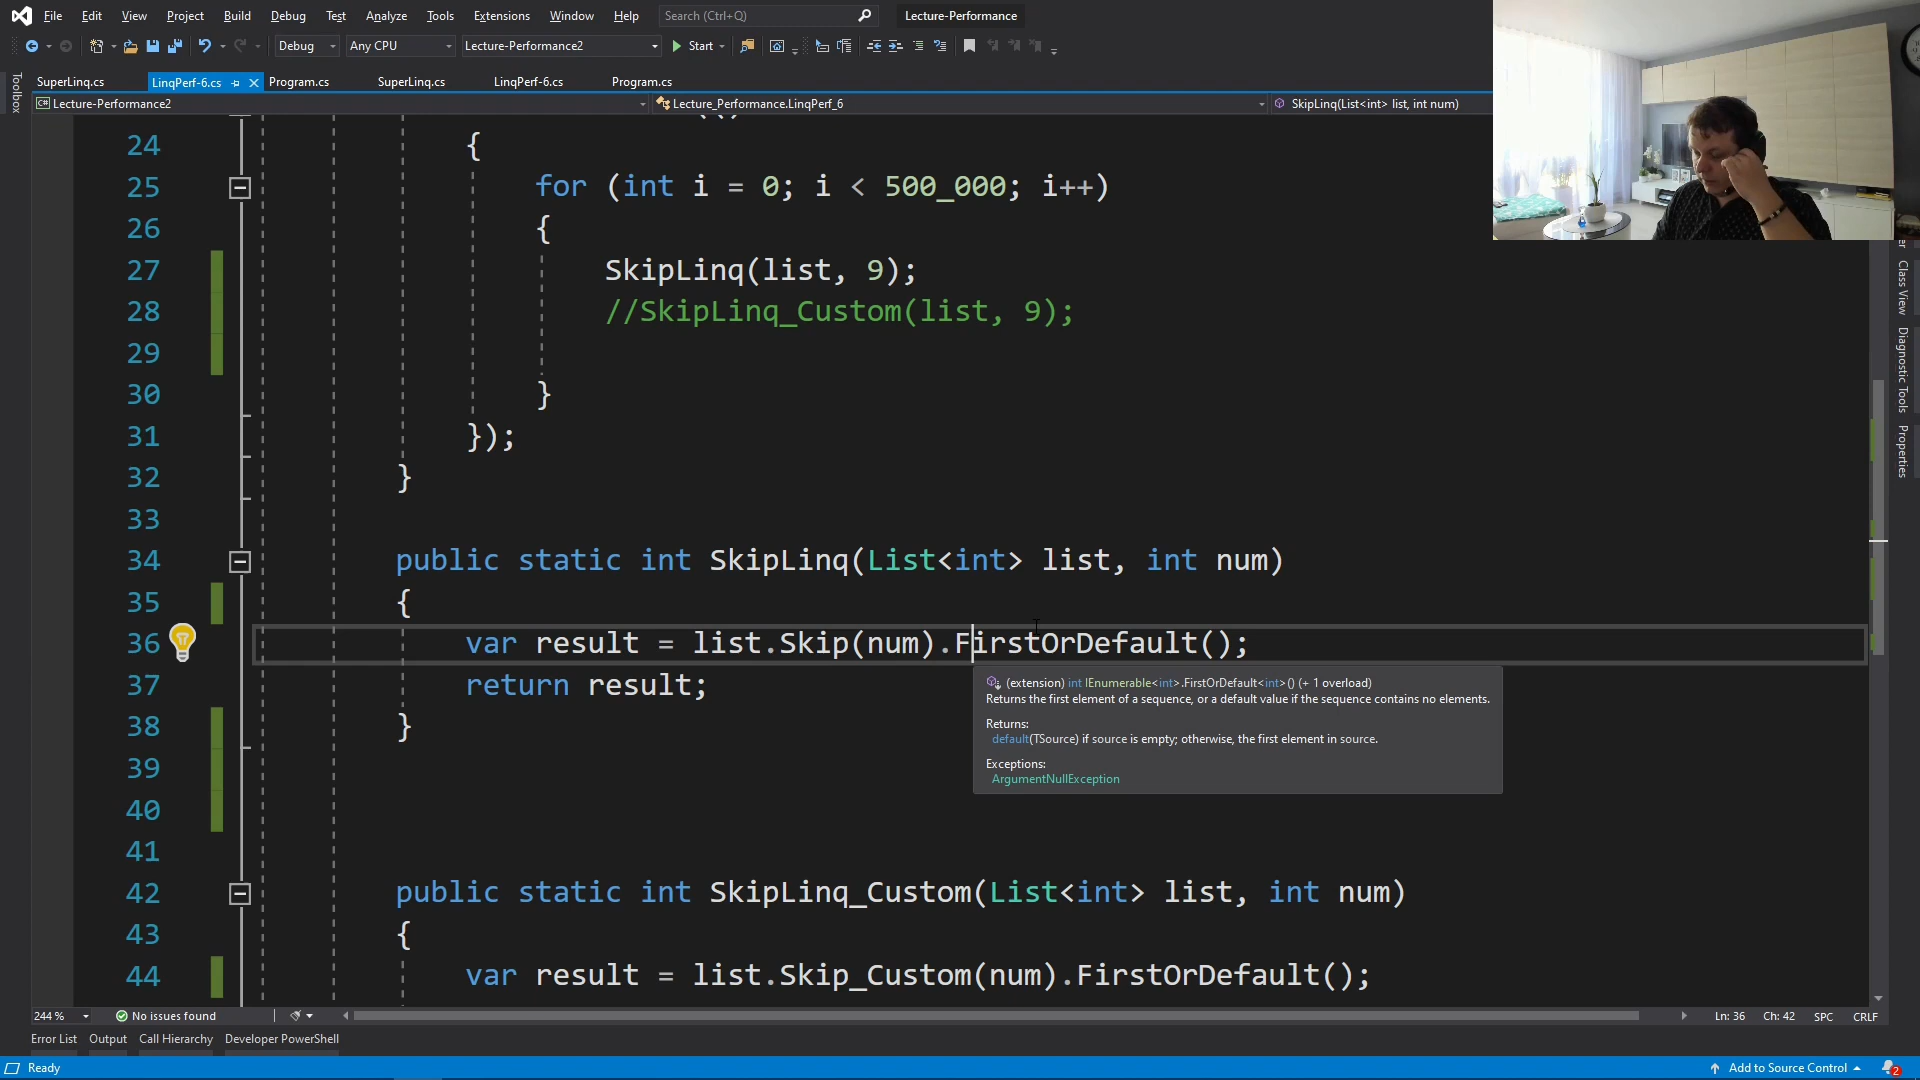 File Edit View Project Build Debug Test Analyze Tools Extensions Window Help Search (Ctrl+Q) Lecture-Performance
Debug Any CPU Lecture-Performance2 Start
SuperLinq.cs LinqPerf-6.cs Program.cs SuperLinq.cs LinqPerf-6.cs Program.cs
Toolbox
C# Lecture-Performance2 Lecture_Performance.LinqPerf_6 SkipLinq(List<int> list, int num)
24 {
25 for (int i = 0; i < 500_000; i++)
26 {
27 SkipLinq(list, 9);
28 //SkipLinq_Custom(list, 9);
29
30 }
31 });
32 }
33
34 public static int SkipLinq(List<int> list, int num)
35 {
36 var result = list.Skip(num).FirstOrDefault();
37 return result;
(extension) int IEnumerable<int>.FirstOrDefault<int>() (+ 1 overload)
Returns the first element of a sequence, or a default value if the sequence contains no elements.
Returns:
default(TSource) if source is empty; otherwise, the first element in source.
Exceptions:
ArgumentNullException
38 }
39
40
41
42 public static int SkipLinq_Custom(List<int> list, int num)
43 {
44 var result = list.Skip_Custom(num).FirstOrDefault();
Class View
Diagnostic Tools
Properties
244 % No issues found Ln: 36 Ch: 42 SPC CRLF
Error List Output Call Hierarchy Developer PowerShell
Ready Add to Source Control 2